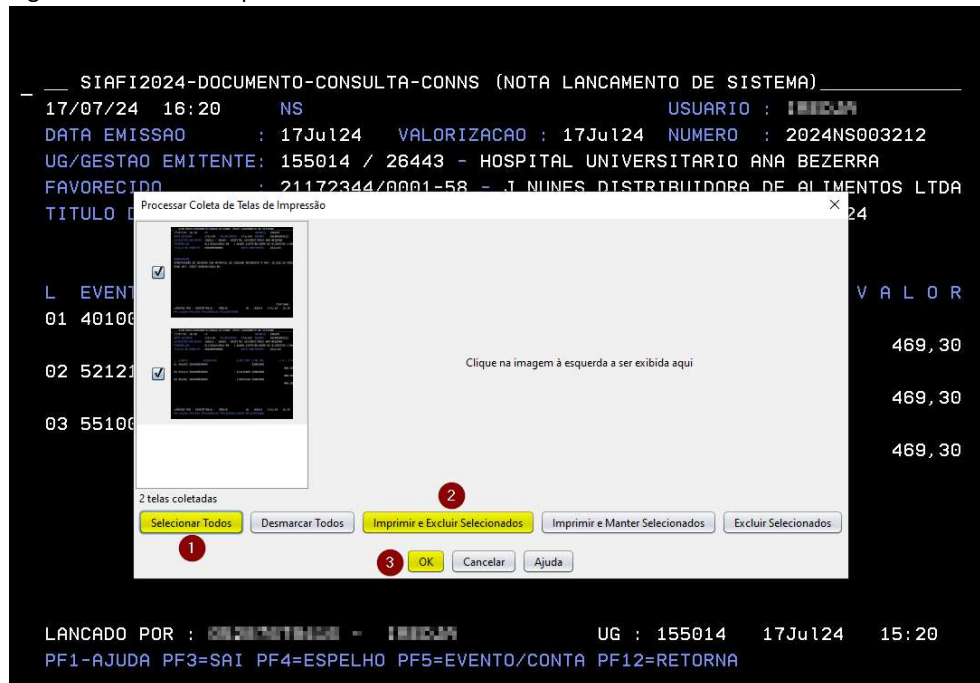 __ SIAFI2024-DOCUMENTO-CONSULTA-CONNS (NOTA LANCAMENTO DE SISTEMA)
17/07/24 16:20 NS USUARIO :
DATA EMISSAO : 17Jul24 VALORIZACAO : 17Jul24 NUMERO : 2024NS003212
UG/GESTAO EMITENTE: 155014 / 26443 - HOSPITAL UNIVERSITARIO ANA BEZERRA
FAVORECIDO : 21172344/0001-58 - J NUNES DISTRIBUIDORA DE ALIMENTOS LTDA
TITULO
24
Processar Coleta de Telas de Impressão
L EVENT
V A L O R
01 40100
469,30
02 52121
469,30
03 55100
469,30
Clique na imagem à esquerda a ser exibida aqui
2 telas coletadas
2
Selecionar Todos Desmarcar Todos Imprimir e Excluir Selecionados Imprimir e Manter Selecionados Excluir Selecionados
1
3 OK Cancelar Ajuda
LANCADO POR : - UG : 155014 17Jul24 15:20
PF1-AJUDA PF3=SAI PF4=ESPELHO PF5=EVENTO/CONTA PF12=RETORNA